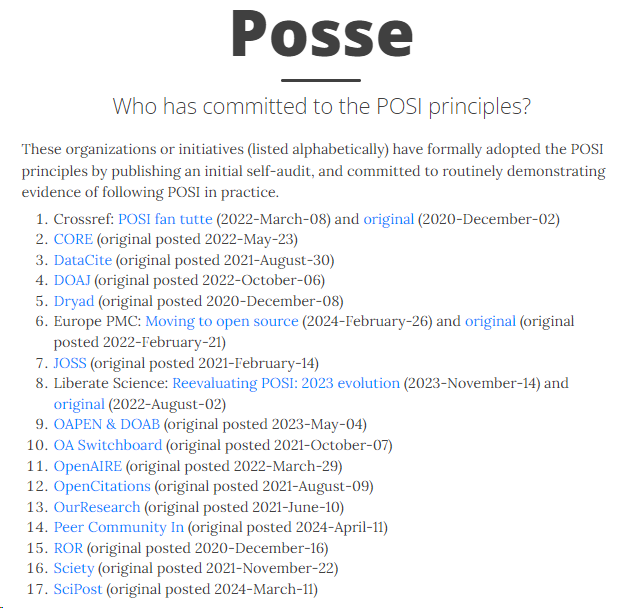 Posse
Who has committed to the POSI principles?
These organizations or initiatives (listed alphabetically) have formally adopted the POSI
principles by publishing an initial self-audit, and committed to routinely demonstrating
evidence of following POSI in practice.
1. Crossref: POSI fan tutte (2022-March-08) and original (2020-December-02)
2. CORE (original posted 2022-May-23)
3. DataCite (original posted 2021-August-30)
4. DOAJ (original posted 2022-October-06)
5. Dryad (original posted 2020-December-08)
6. Europe PMC: Moving to open source (2024-February-26) and original (original
posted 2022-February-21)
7. JOSS (original posted 2021-February-14)
8. Liberate Science: Reevaluating POSI: 2023 evolution (2023-November-14) and
original (2022-August-02)
9. OAPEN & DOAB (original posted 2023-May-04)
10. OA Switchboard (original posted 2021-October-07)
11. OpenAIRE (original posted 2022-March-29)
12. OpenCitations (original posted 2021-August-09)
13. OurResearch (original posted 2021-June-10)
14. Peer Community In (original posted 2024-April-11)
15. ROR (original posted 2020-December-16)
16. Sciety (original posted 2021-November-22)
17. SciPost (original posted 2024-March-11)